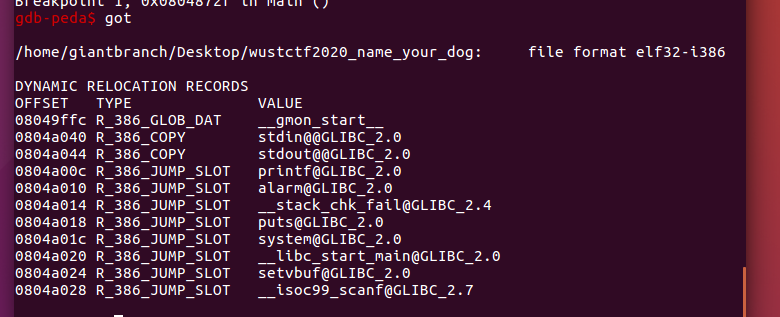 Breakpoint 1, 0x0804872f in main ()
gdb-peda$ got
/home/giantbranch/Desktop/wustctf2020_name_your_dog:     file format elf32-i386
DYNAMIC RELOCATION RECORDS
OFFSET   TYPE              VALUE
08049ffc R_386_GLOB_DAT    __gmon_start__
0804a040 R_386_COPY        stdin@@GLIBC_2.0
0804a044 R_386_COPY        stdout@@GLIBC_2.0
0804a00c R_386_JUMP_SLOT   printf@GLIBC_2.0
0804a010 R_386_JUMP_SLOT   alarm@GLIBC_2.0
0804a014 R_386_JUMP_SLOT   __stack_chk_fail@GLIBC_2.4
0804a018 R_386_JUMP_SLOT   puts@GLIBC_2.0
0804a01c R_386_JUMP_SLOT   system@GLIBC_2.0
0804a020 R_386_JUMP_SLOT   __libc_start_main@GLIBC_2.0
0804a024 R_386_JUMP_SLOT   setvbuf@GLIBC_2.0
0804a028 R_386_JUMP_SLOT   __isoc99_scanf@GLIBC_2.7